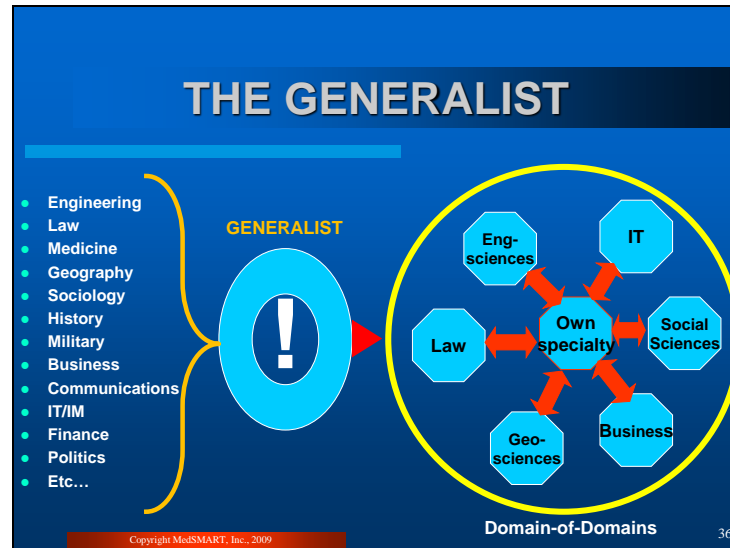 THE GENERALIST
Engineering
Law
Medicine
Geography
Sociology
History
Military
Business
Communications
IT/IM
Finance
Politics
Etc…
GENERALIST
!
Eng-
sciences
IT
Law
Own
specialty
Social
Sciences
Geo-
sciences
Business
Domain-of-Domains
Copyright MedSMART, Inc., 2009
36